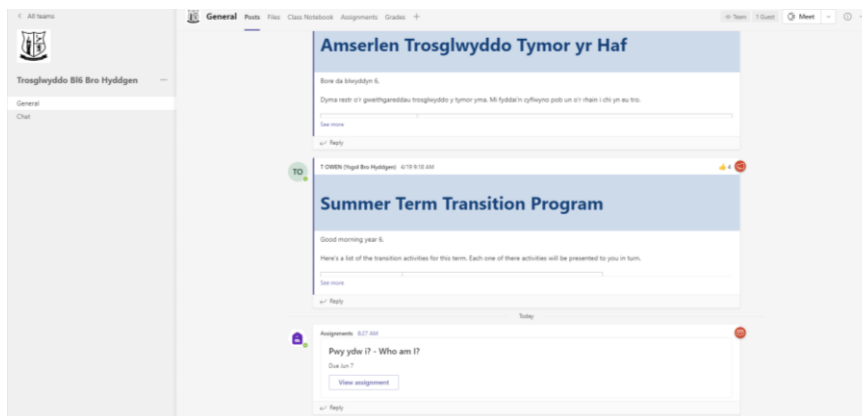 All teams
General Posts Files Class Notebook Assignments Grades
Team 1 Guest Meet
Trosglwyddo Bl6 Bro Hyddgen
General
Chat
Amserlen Trosglwyddo Tymor yr Haf
Bore da blwyddyn 6.
Dyma restr o'r gweithgareddau trosglwyddo y tymor yma. Mi fyddai'n cyflwyno pob un o'r rhain i chi yn eu tro.
See more
Reply
TO
T OWEN (Ysgol Bro Hyddgen) 4/19 9:18 AM
4
Summer Term Transition Program
Good morning year 6.
Here's a list of the transition activities for this term. Each one of there activities will be presented to you in turn.
See more
Reply
Today
Assignments 8:27 AM
Pwy ydw i? - Who am I?
Due Jun 7
View assignment
Reply